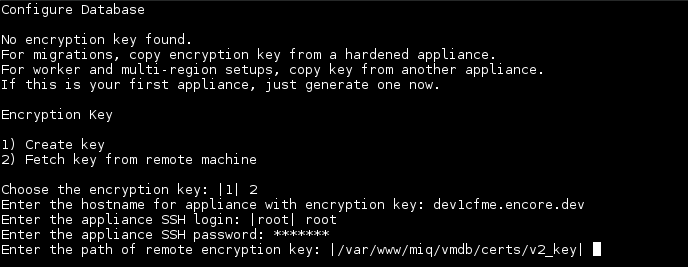 Configure Database
No encryption key found.
For migrations, copy encryption key from a hardened appliance.
For worker and multi-region setups, copy key from another appliance.
If this is your first appliance, just generate one now.
Encryption Key
1) Create key
2) Fetch key from remote machine
Choose the encryption key: |1| 2
Enter the hostname for appliance with encryption key: dev1cfme.encore.dev
Enter the appliance SSH login: |root| root
Enter the appliance SSH password: *******
Enter the path of remote encryption key: |/var/www/miq/vmdb/certs/v2_key|